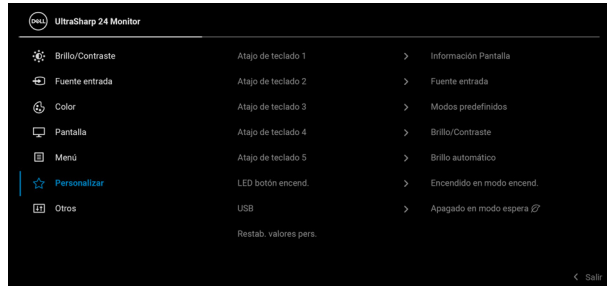 DELL UltraSharp 24 Monitor
Brillo/Contraste Atajo de teclado 1 > Información Pantalla
Fuente entrada Atajo de teclado 2 > Fuente entrada
Color Atajo de teclado 3 > Modos predefinidos
Pantalla Atajo de teclado 4 > Brillo/Contraste
Menú Atajo de teclado 5 > Brillo automático
Personalizar LED botón encend. > Encendido en modo encend.
Otros USB > Apagado en modo espera
Restab. valores pers.
< Salir